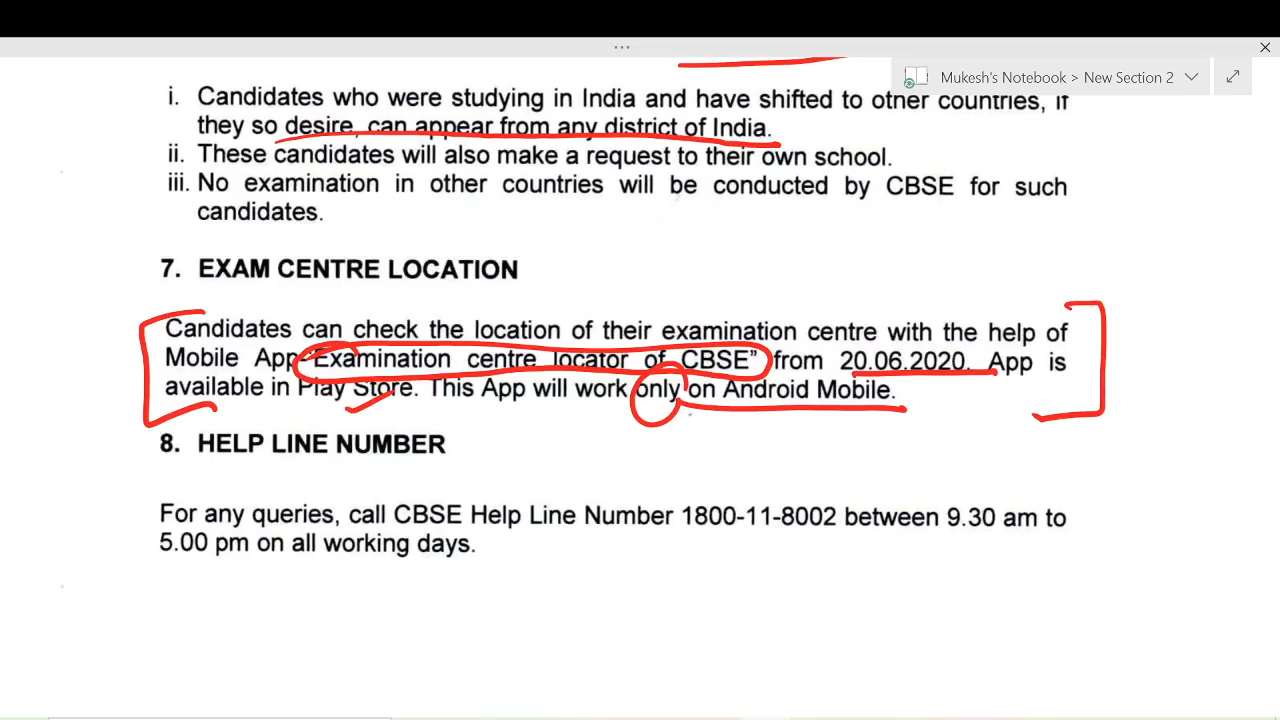 Mukesh's Notebook > New Section 2
i. Candidates who were studying in India and have shifted to other countries, if
they so desire, can appear from any district of India.
ii. These candidates will also make a request to their own school.
iii. No examination in other countries will be conducted by CBSE for such
candidates.
7. EXAM CENTRE LOCATION
Candidates can check the location of their examination centre with the help of
Mobile App "Examination centre locator of CBSE" from 20.06.2020. App is
available in Play Store. This App will work only on Android Mobile.
8. HELP LINE NUMBER
For any queries, call CBSE Help Line Number 1800-11-8002 between 9.30 am to
5.00 pm on all working days.